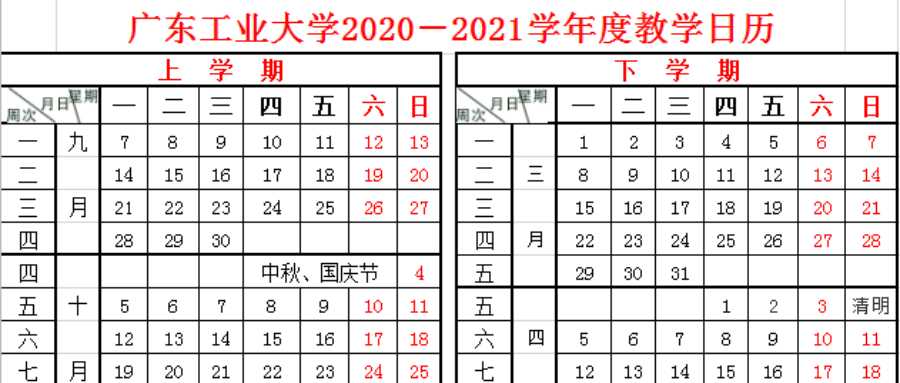 广东工业大学2020－2021学年度教学日历
上 学 期
周次 月日 星期 一 二 三 四 五 六 日
一 九 7 8 9 10 11 12 13
二 14 15 16 17 18 19 20
三 月 21 22 23 24 25 26 27
四 28 29 30
四 中秋、国庆节 4
五 十 5 6 7 8 9 10 11
六 12 13 14 15 16 17 18
七 月 19 20 21 22 23 24 25
下 学 期
周次 月日 星期 一 二 三 四 五 六 日
一 1 2 3 4 5 6 7
二 三 8 9 10 11 12 13 14
三 15 16 17 18 19 20 21
四 月 22 23 24 25 26 27 28
五 29 30 31
五 1 2 3 清明
六 四 5 6 7 8 9 10 11
七 12 13 14 15 16 17 18